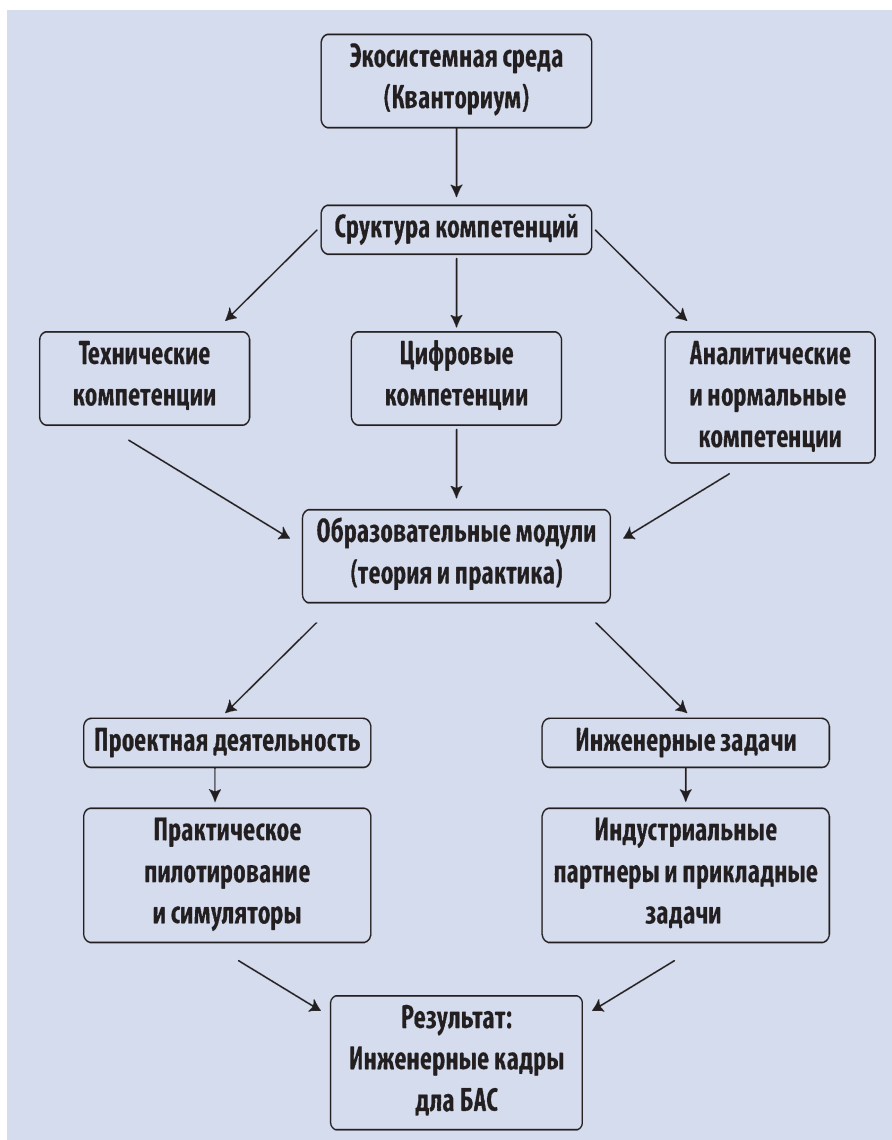 Экосистемная среда
(Кванториум)
Сруктура компетенций
Технические
компетенции
Цифровые
компетенции
Аналитические
и нормальные
компетенции
Образовательные модули
(теория и практика)
Проектная деятельность
Инженерные задачи
Практическое
пилотирование
и симуляторы
Индустриальные
партнеры и прикладные
задачи
Результат:
Инженерные кадры
дла БАС